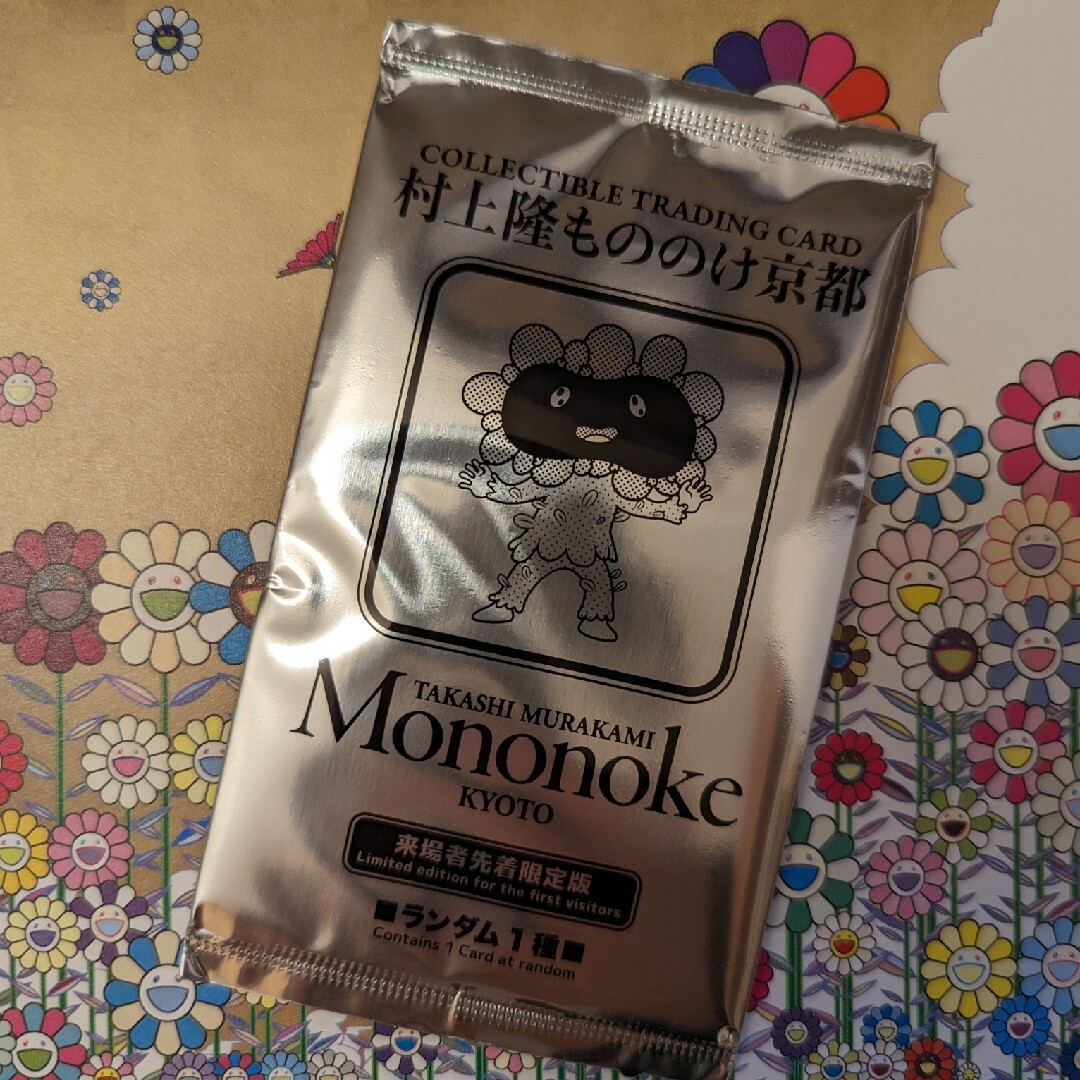 COLLECTIBLE TRADING CARD
村上隆もののけ京都
TAKASHI MURAKAMI
Mononoke
KYOTO
来場者先着限定版
Limited edition for the first visitors
■ランダム1種■
Contains 1 Card at random